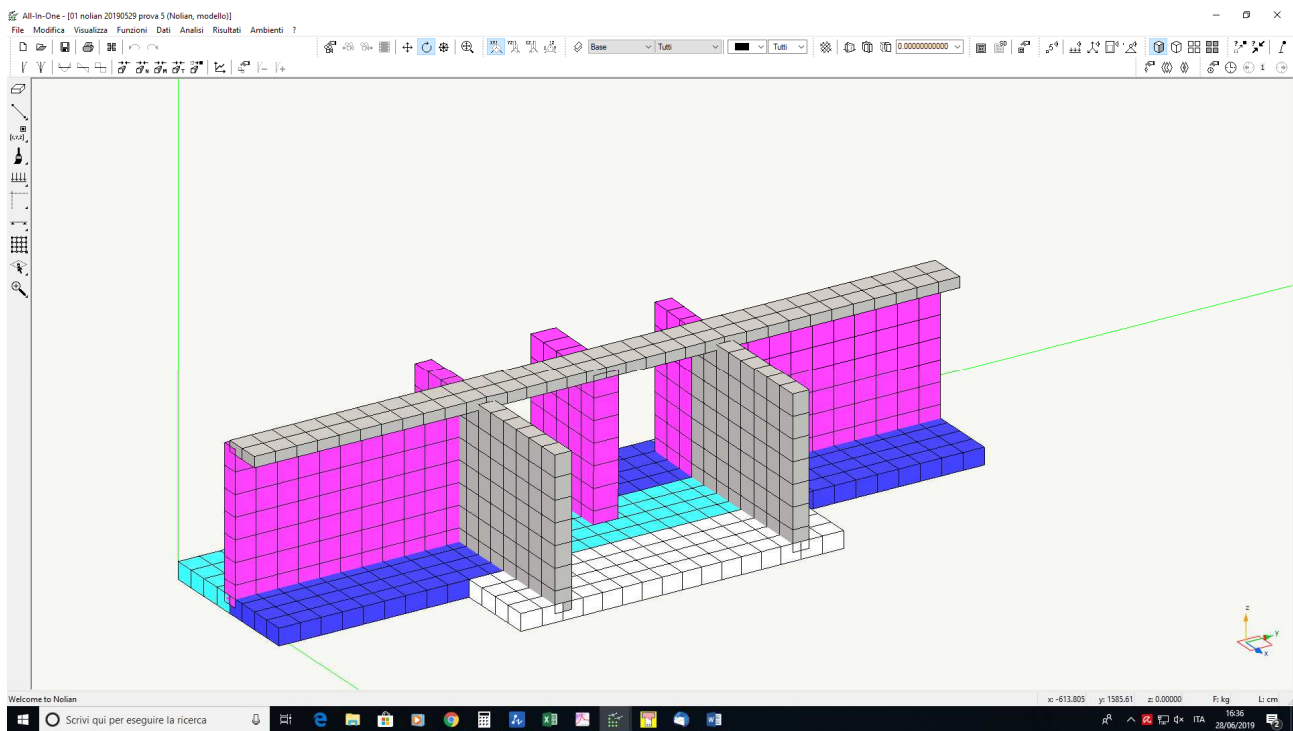 All-In-One - [01 nolian 20190529 prova 5 (Nolian, modello)]
File Modifica Visualizza Funzioni Dati Analisi Risultati Ambienti ?
Base Tutti Tutti 0.00000000000
1
[x,y,z]
z
y
x
Welcome to Nolian x: -613.805 y: 1585.61 z: 0.00000 F: kg L: cm
Scrivi qui per eseguire la ricerca ITA 16:36
28/06/2019